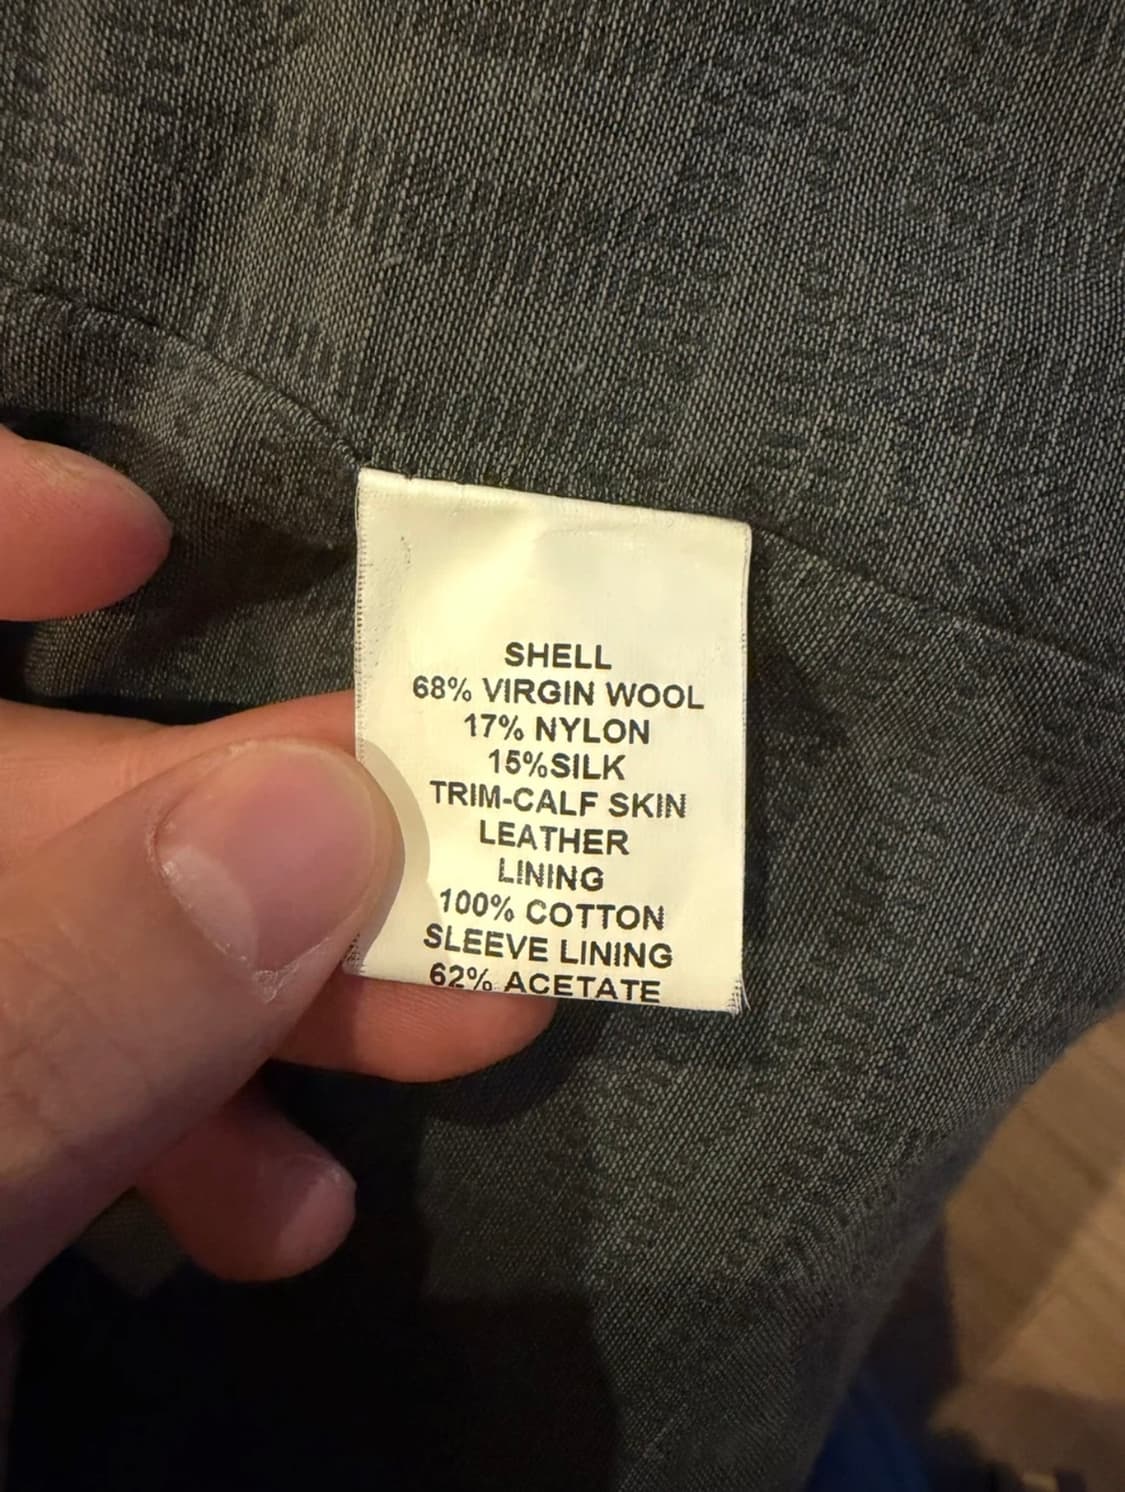 SHELL
68% VIRGIN WOOL
17% NYLON
15%SILK
TRIM-CALF SKIN
LEATHER
LINING
100% COTTON
SLEEVE LINING
62% ACETATE